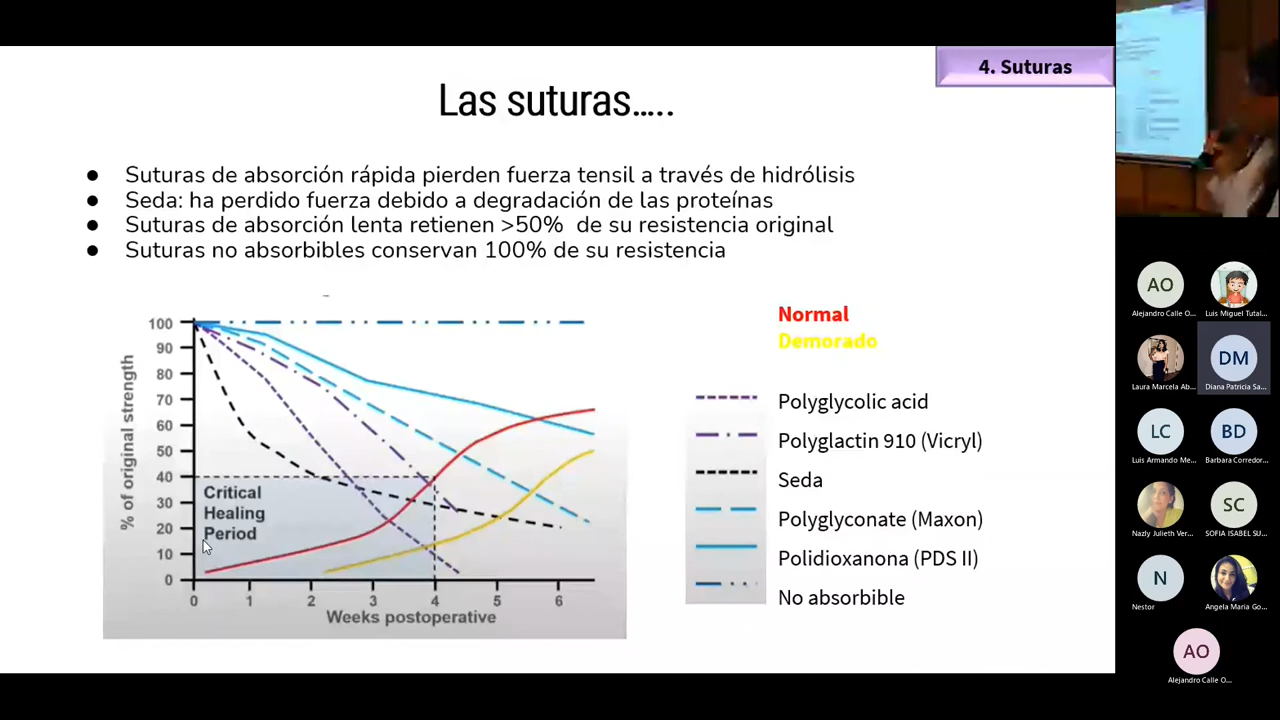 4. Suturas
Las suturas.....
● Suturas de absorción rápida pierden fuerza tensil a través de hidrólisis
● Seda: ha perdido fuerza debido a degradación de las proteínas
● Suturas de absorción lenta retienen >50% de su resistencia original
● Suturas no absorbibles conservan 100% de su resistencia
% of original strength
100
90
80
70
60
50
40
30
20
10
0
Critical
Healing
Period
0 1 2 3 4 5 6
Weeks postoperative
Normal
Demorado
Polyglycolic acid
Polyglactin 910 (Vicryl)
Seda
Polyglyconate (Maxon)
Polidioxanona (PDS II)
No absorbible
AO
Alejandro Calle O...
Luis Miguel Tutal...
Laura Marcela Ab...
DM
Diana Patricia Sa...
LC
Luis Armando Me...
BD
Barbara Corredor...
Nazly Julieth Ver...
SC
SOFIA ISABEL SU...
N
Nestor
Angela Maria Go...
AO
Alejandro Calle O...